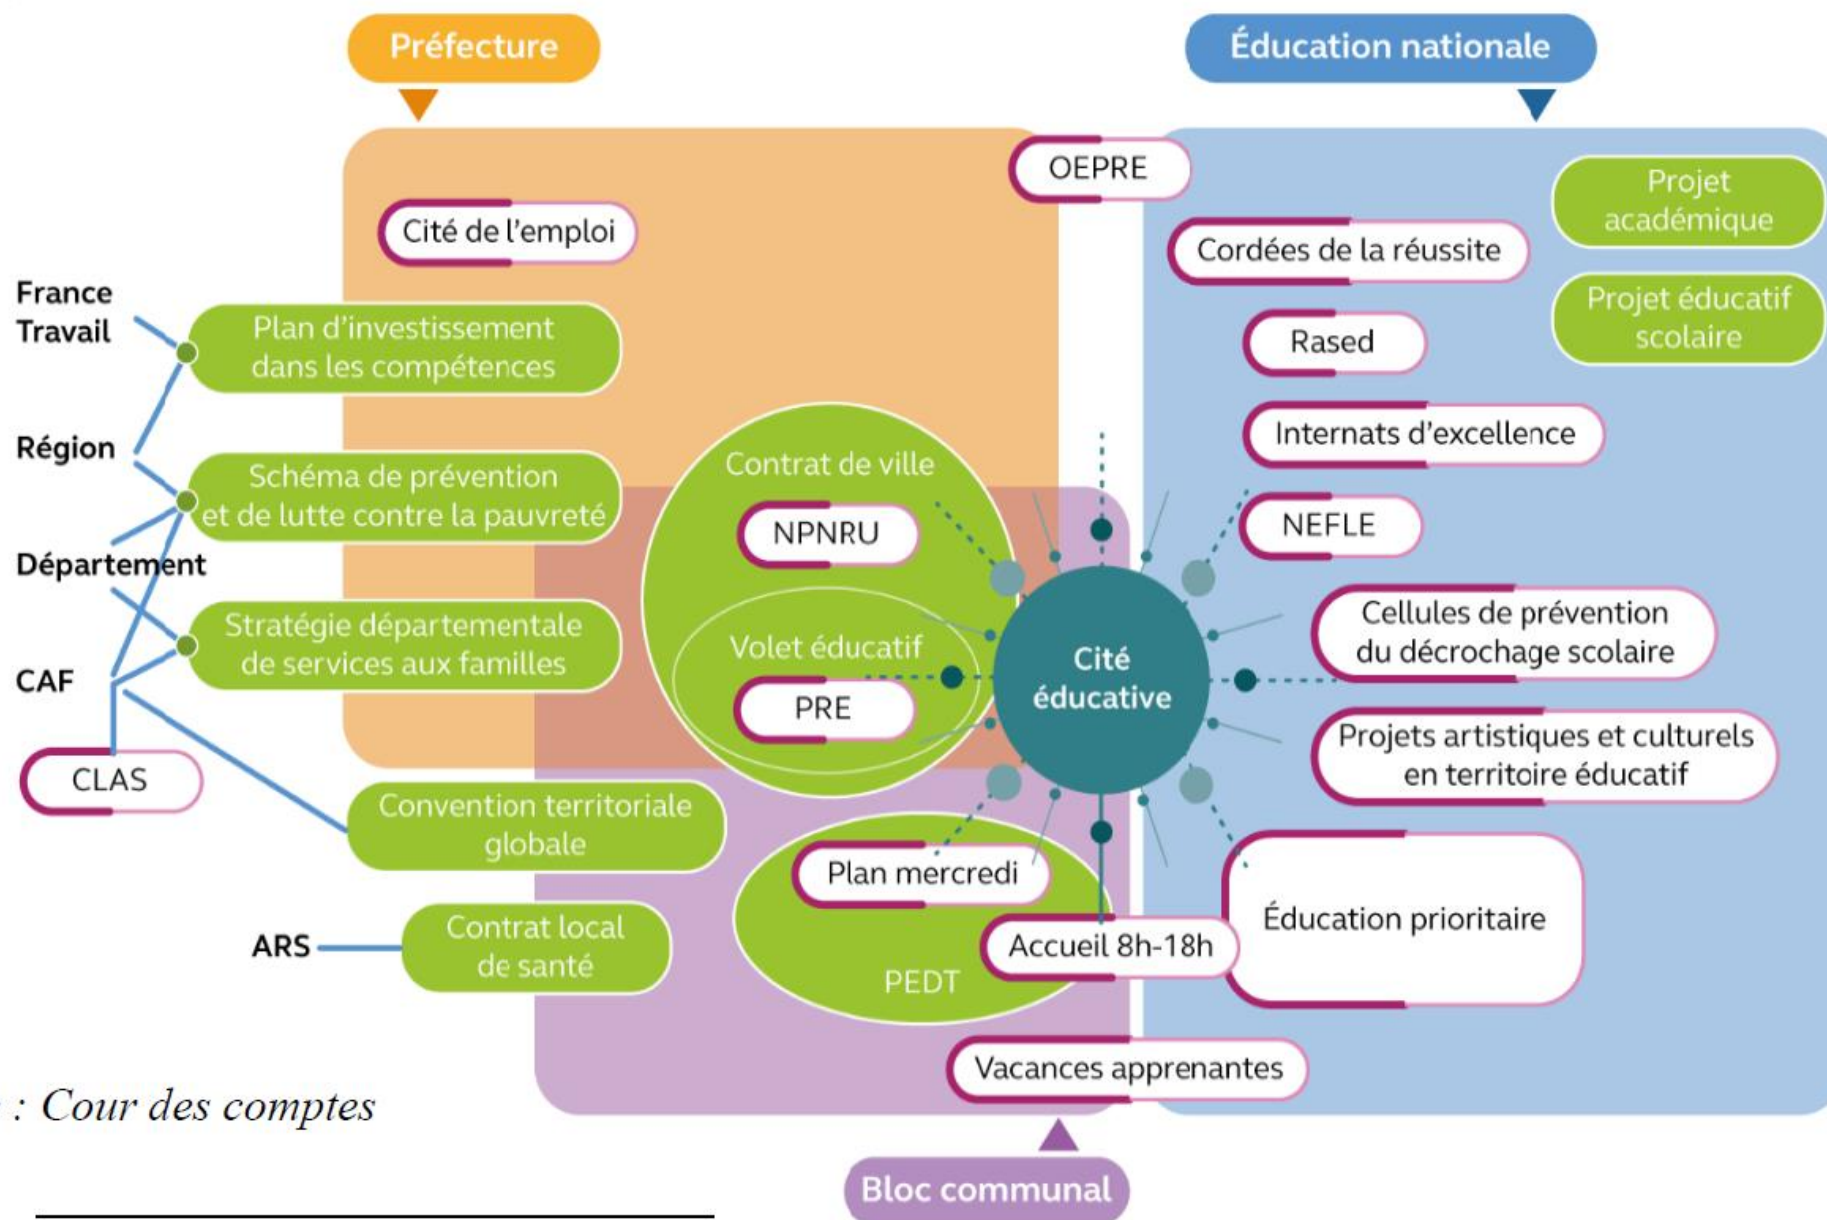 Préfecture
Éducation nationale
OEPRE
Projet
académique
Cité de l'emploi
Cordées de la réussite
France
Travail
Plan d'investissement
dans les compétences
Projet éducatif
scolaire
Rased
Région
Schéma de prévention
et de lutte contre la pauvreté
Contrat de ville
NPNRU
Internats d'excellence
NEFLE
Département
Stratégie départementale
de services aux familles
Volet éducatif
PRE
Cité
éducative
Cellules de prévention
du décrochage scolaire
CAF
CLAS
Projets artistiques et culturels
en territoire éducatif
Convention territoriale
globale
Plan mercredi
Éducation prioritaire
ARS
Contrat local
de santé
Accueil 8h-18h
PEDT
Vacances apprenantes
: Cour des comptes
Bloc communal